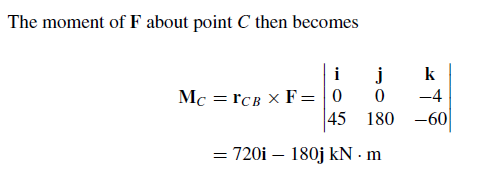 The moment of F about point C then becomes
i j k
M_C = r_CB × F = | 0 0 −4 |
45 180 −60
= 720i − 180j kN · m